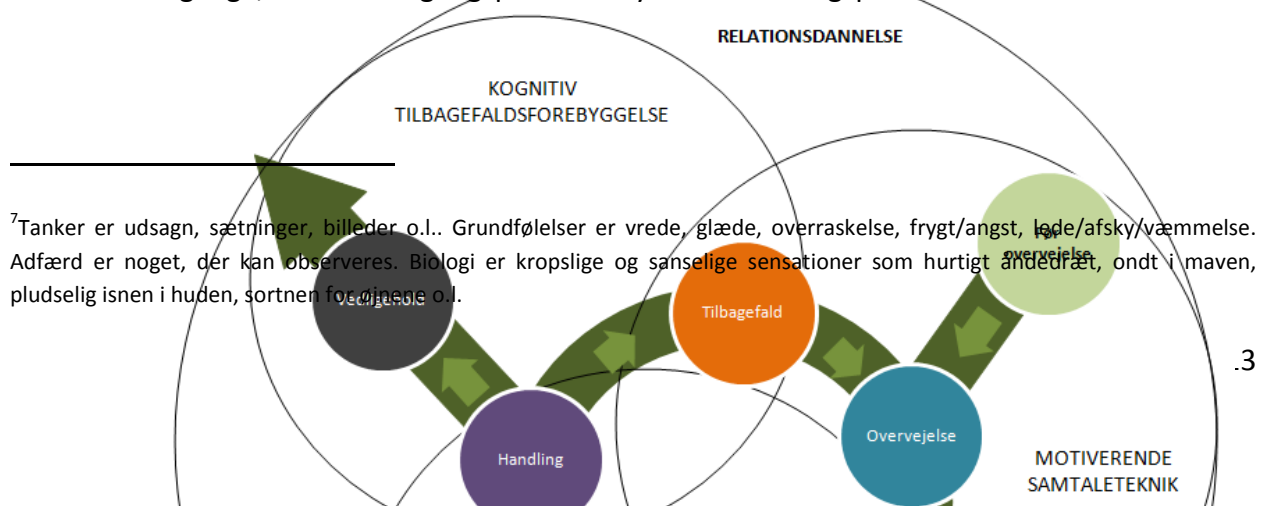 RELATIONSDANNELSE
KOGNITIV
TILBAGEFALDSFOREBYGGELSE
⁷Tanker er udsagn, sætninger, billeder o.l.. Grundfølelser er vrede, glæde, overraskelse, frygt/angst, lede/afsky/væmmelse.
Før
overvejelse
Adfærd er noget, der kan observeres. Biologi er kropslige og sanselige sensationer som hurtigt åndedræt, ondt i maven,
pludselig isnen i huden, sortnen for øjnene o.l.
Vedligehold
Tilbagefald
3
Overvejelse
Handling
MOTIVERENDE
SAMTALETEKNIK